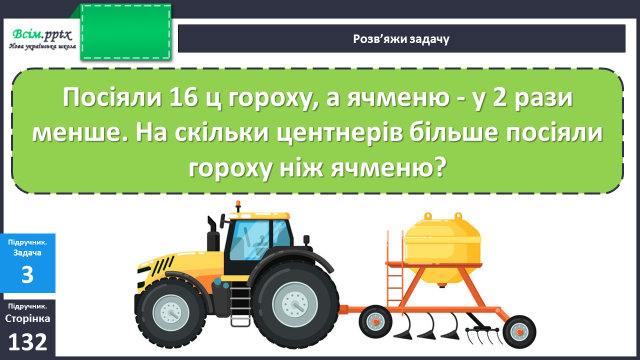 Всім.pptx
Нова українська школа
Розв’яжи задачу
Посіяли 16 ц гороху, а ячменю - у 2 рази
менше. На скільки центнерів більше посіяли
гороху ніж ячменю?
Підручник.
Задача
3
Підручник.
Сторінка
132